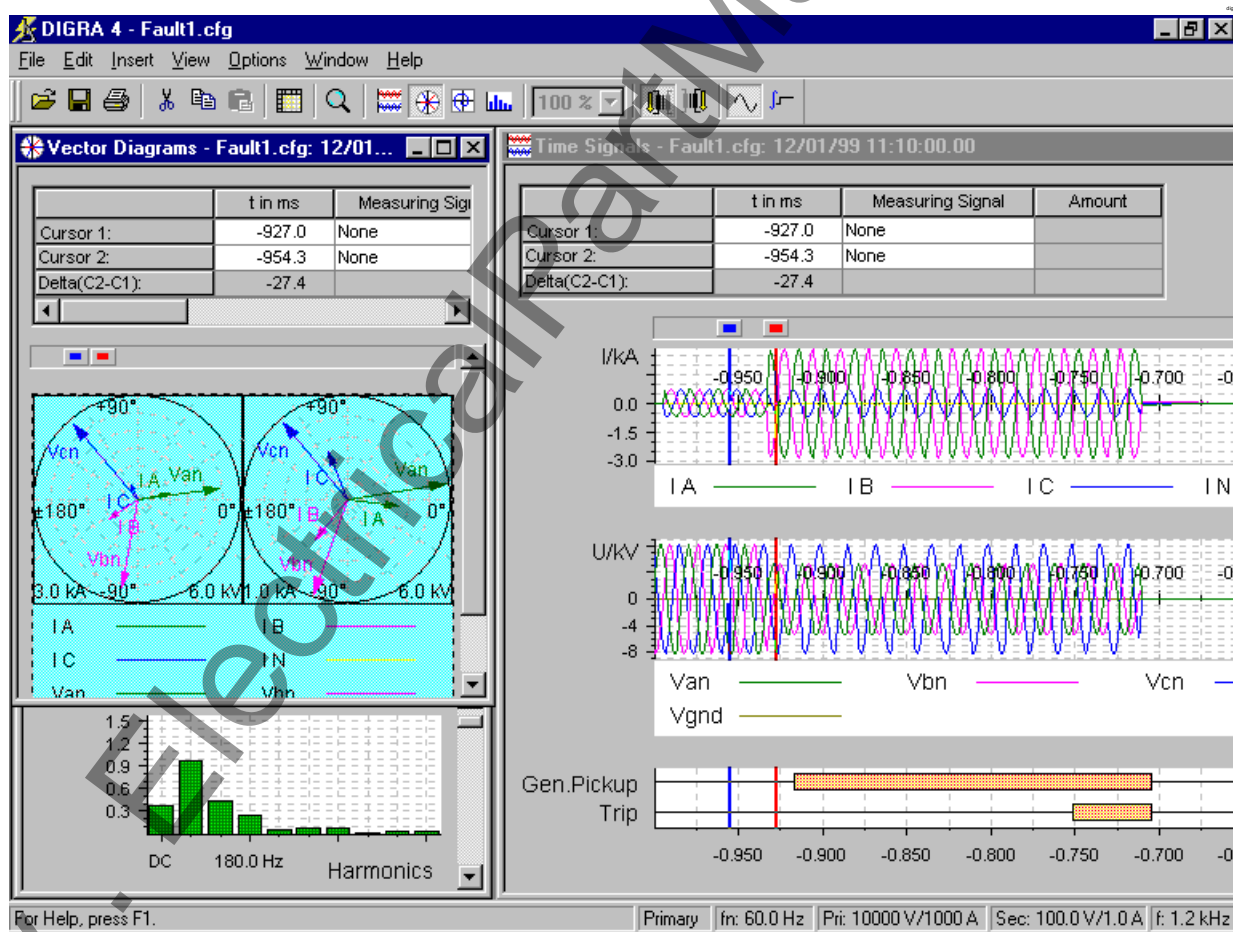 DIGRA 4 - Fault1.cfg
File Edit Insert View Options Window Help
100 %
Vector Diagrams - Fault1.cfg: 12/01...
t in ms Measuring Sign
Cursor 1: -927.0 None
Cursor 2: -954.3 None
Delta(C2-C1): -27.4
+90° +90°
Vcn Vcn
I A Van Van
I C I C
±180° 0° ±180° 0°
I B I B I A
Vbn Vbn
3.0 kA -90° 6.0 kV 1.0 kA -90° 6.0 kV
I A I B
I C I N
Van Vbn
1.5
1.2
0.9
0.6
0.3
DC 180.0 Hz Harmonics
Time Signals - Fault1.cfg: 12/01/99 11:10:00.00
t in ms Measuring Signal Amount
Cursor 1: -927.0 None
Cursor 2: -954.3 None
Delta(C2-C1): -27.4
I/kA
-0.950 -0.900 -0.850 -0.800 -0.750 -0.700 -0
0.0
-1.5
-3.0
I A I B I C I N
U/kV
-0.950 -0.900 -0.850 -0.800 -0.750 -0.700 -0
0
-4
-8
Van Vbn Vcn
Vgnd
Gen.Pickup
Trip
-0.950 -0.900 -0.850 -0.800 -0.750 -0.700 -0
For Help, press F1. Primary fn: 60.0 Hz Pri: 10000 V/1000 A Sec: 100.0 V/1.0 A f: 1.2 kHz
. ElectricalPartM